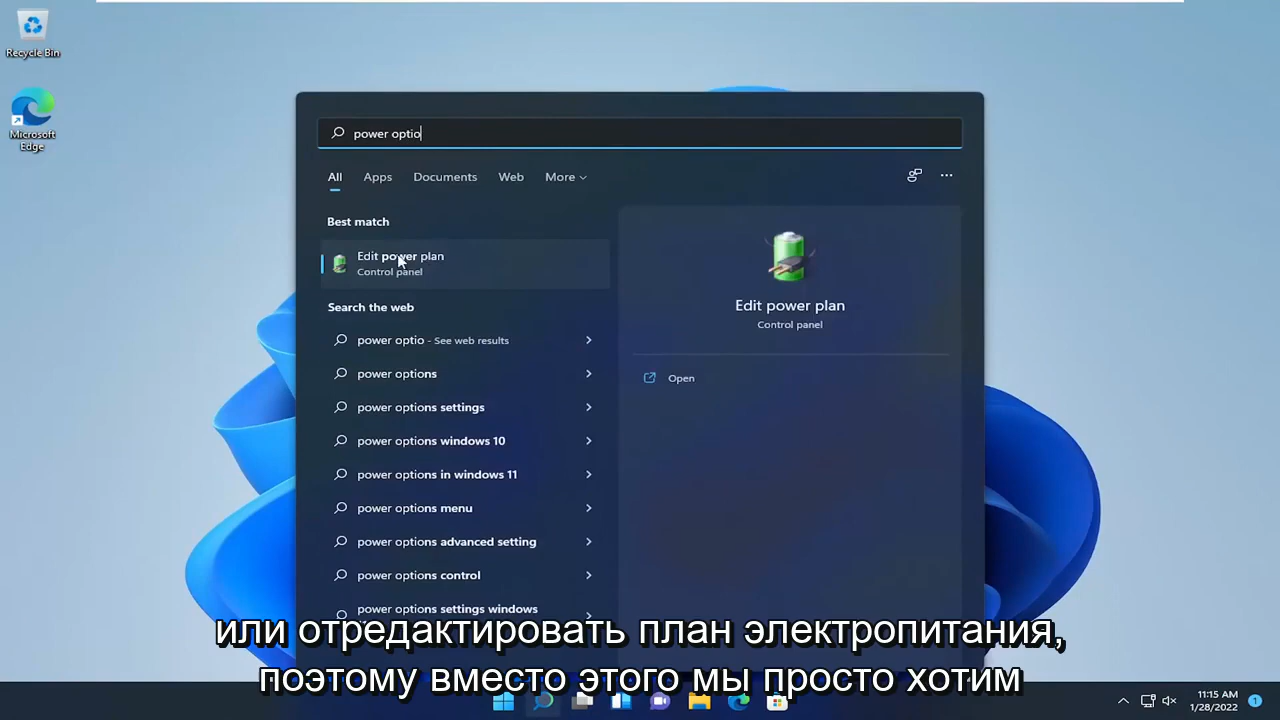 Recycle Bin
Microsoft
Edge
power optio
All Apps Documents Web More
Best match
Edit power plan
Control panel
Search the web
power optio - See web results
power options
power options settings
power options windows 10
power options in windows 11
power options menu
power options advanced setting
power options control
power options settings windows
Edit power plan
Control panel
Open
или отредактировать план электропитания,
поэтому вместо этого мы просто хотим
11:15 AM
1/28/2022
1